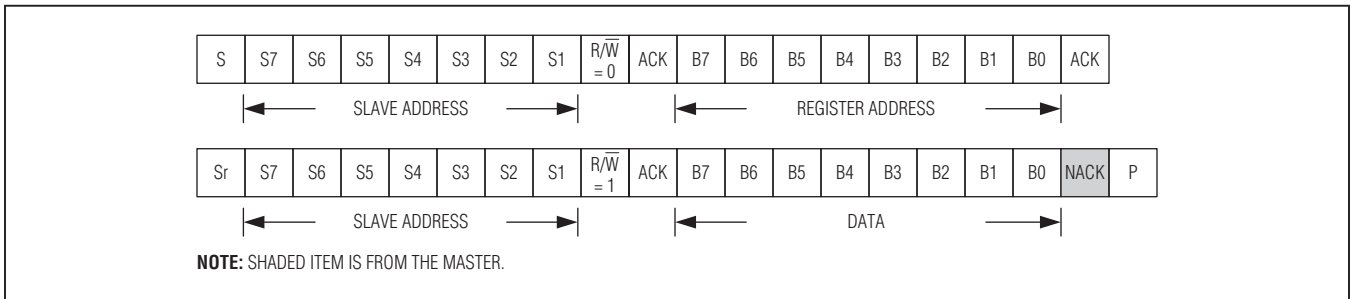 S S7 S6 S5 S4 S3 S2 S1 R/W̅ = 0 ACK B7 B6 B5 B4 B3 B2 B1 B0 ACK
SLAVE ADDRESS REGISTER ADDRESS
Sr S7 S6 S5 S4 S3 S2 S1 R/W̅ = 1 ACK B7 B6 B5 B4 B3 B2 B1 B0 NACK P
SLAVE ADDRESS DATA
NOTE: SHADED ITEM IS FROM THE MASTER.